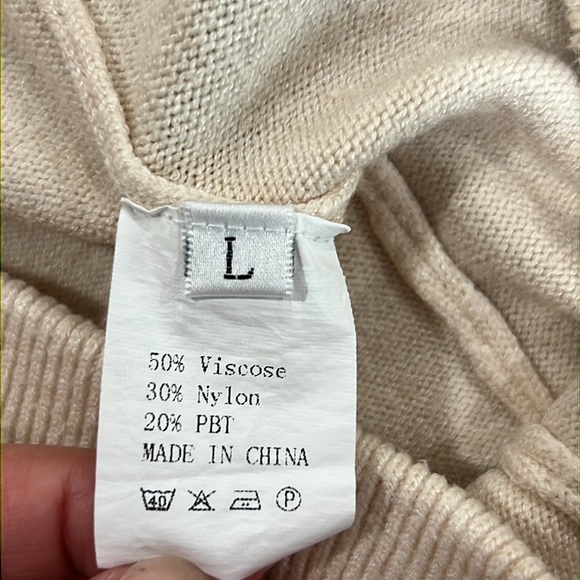 L
50% Viscose
30% Nylon
20% PBT
MADE IN CHINA
40 P